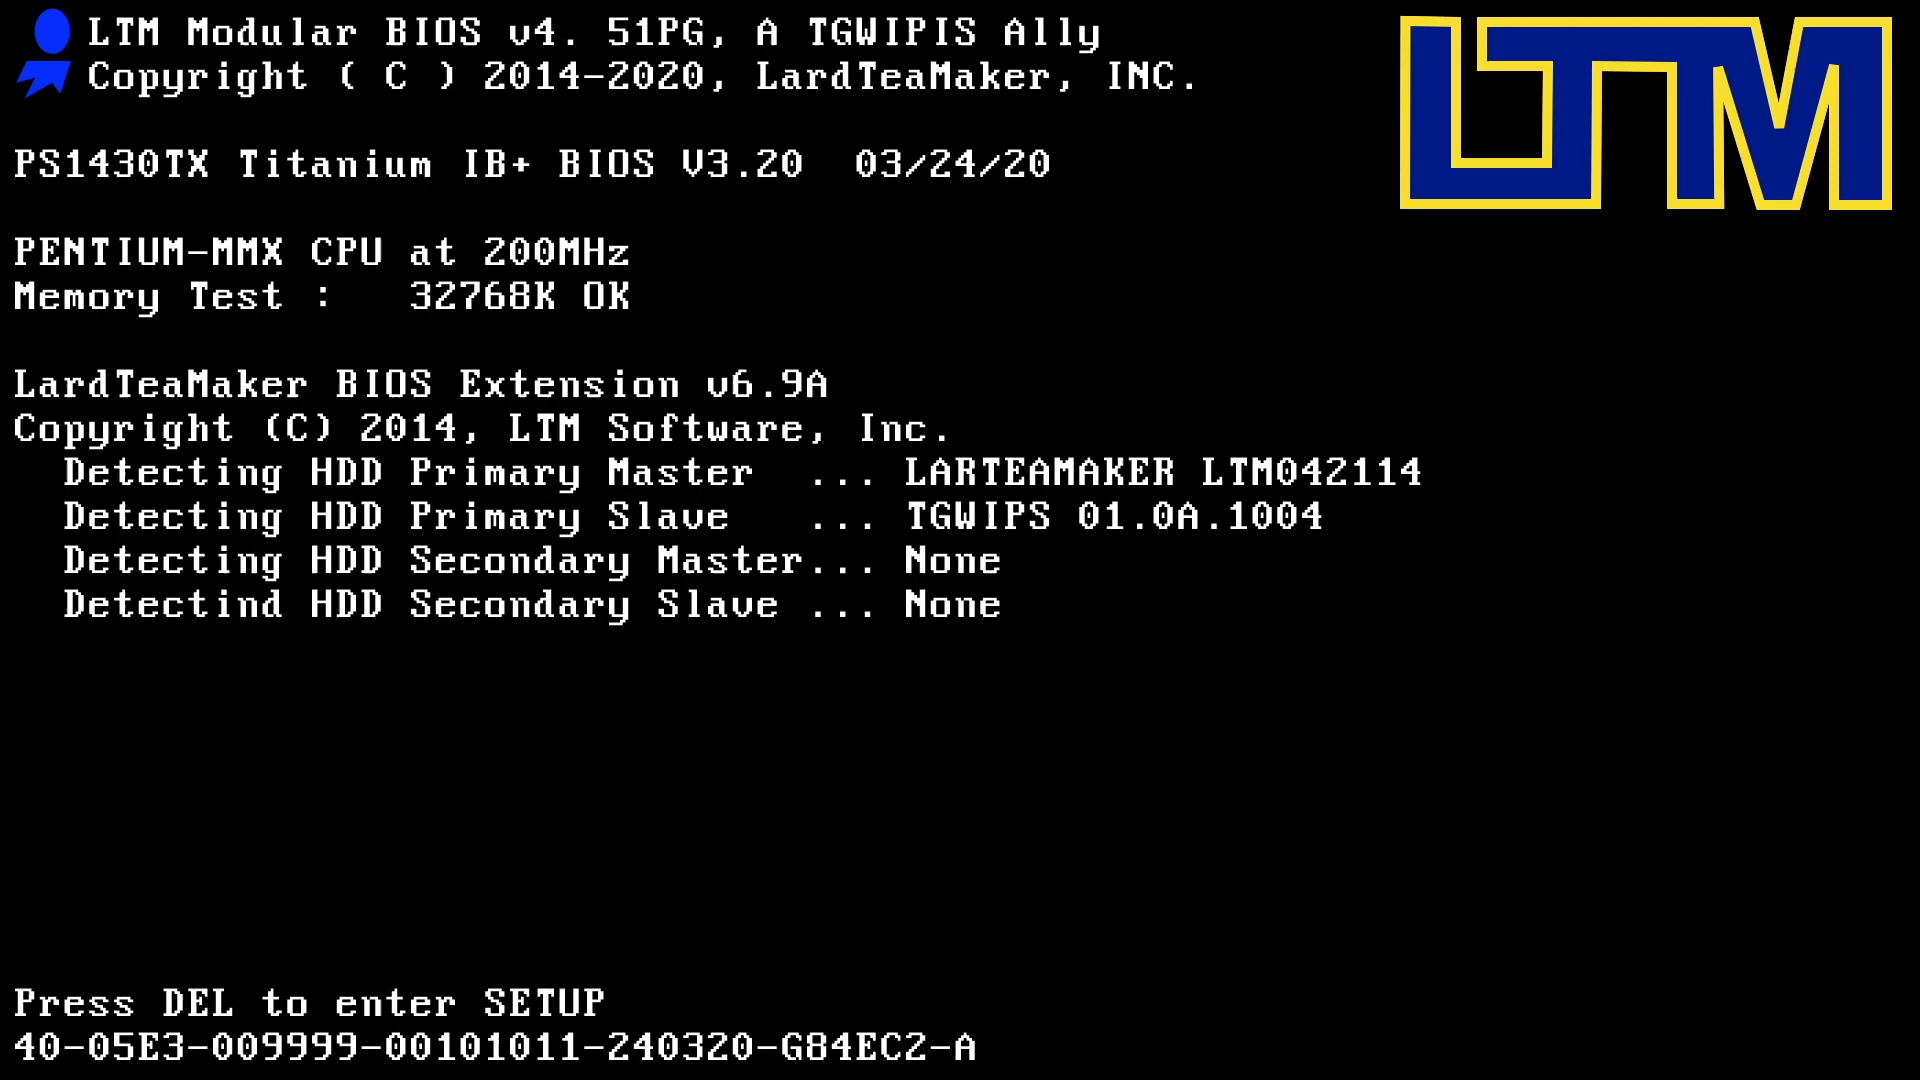 LTM Modular BIOS v4. 51PG, A TGWIPIS Ally
Copyright ( C ) 2014-2020, LardTeaMaker, INC.
LTM
PS1430TX Titanium IB+ BIOS V3.20  03/24/20
PENTIUM-MMX CPU at 200MHz
Memory Test :   32768K OK
LardTeaMaker BIOS Extension v6.9A
Copyright (C) 2014, LTM Software, Inc.
Detecting HDD Primary Master  ... LARTEAMAKER LTM042114
Detecting HDD Primary Slave   ... TGWIPS 01.0A.1004
Detecting HDD Secondary Master... None
Detectind HDD Secondary Slave ... None
Press DEL to enter SETUP
40-05E3-009999-00101011-240320-G84EC2-A